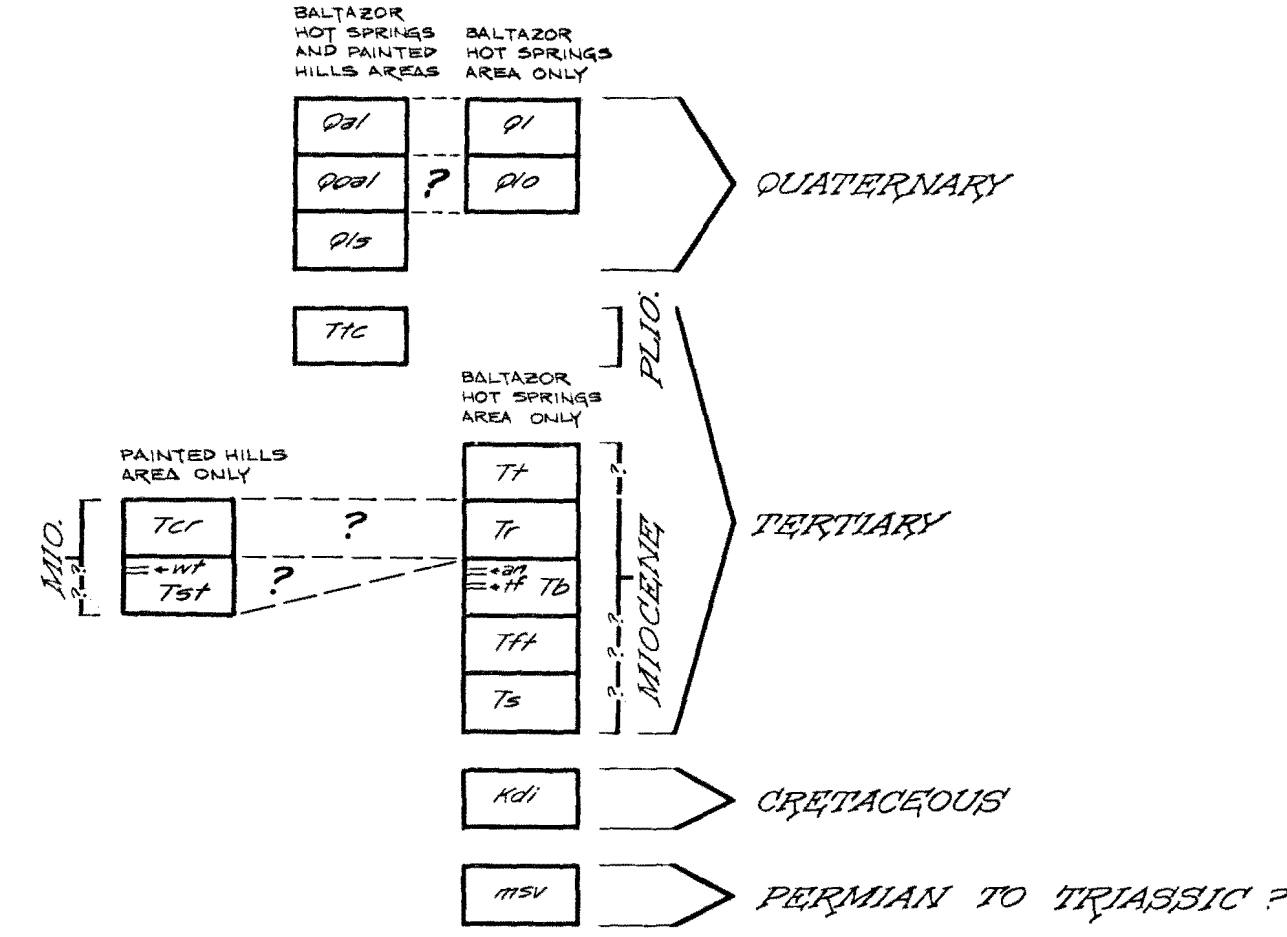 BALTAZOR
HOT SPRINGS
AND PAINTED
HILLS AREAS
BALTAZOR
HOT SPRINGS
AREA ONLY
Qal
Ql
Qoal
?
Qlo
QUATERNARY
Qls
Ttc
PLIO.
BALTAZOR
HOT SPRINGS
AREA ONLY
PAINTED HILLS
AREA ONLY
Tt
?
MIO.
Tcr
?
Tr
TERTIARY
?
wt
Tst
?
?
an
tf
Tb
MIOCENE
?
Tft
?
Ts
?
Kdi
CRETACEOUS
msv
PERMIAN TO TRIASSIC ?